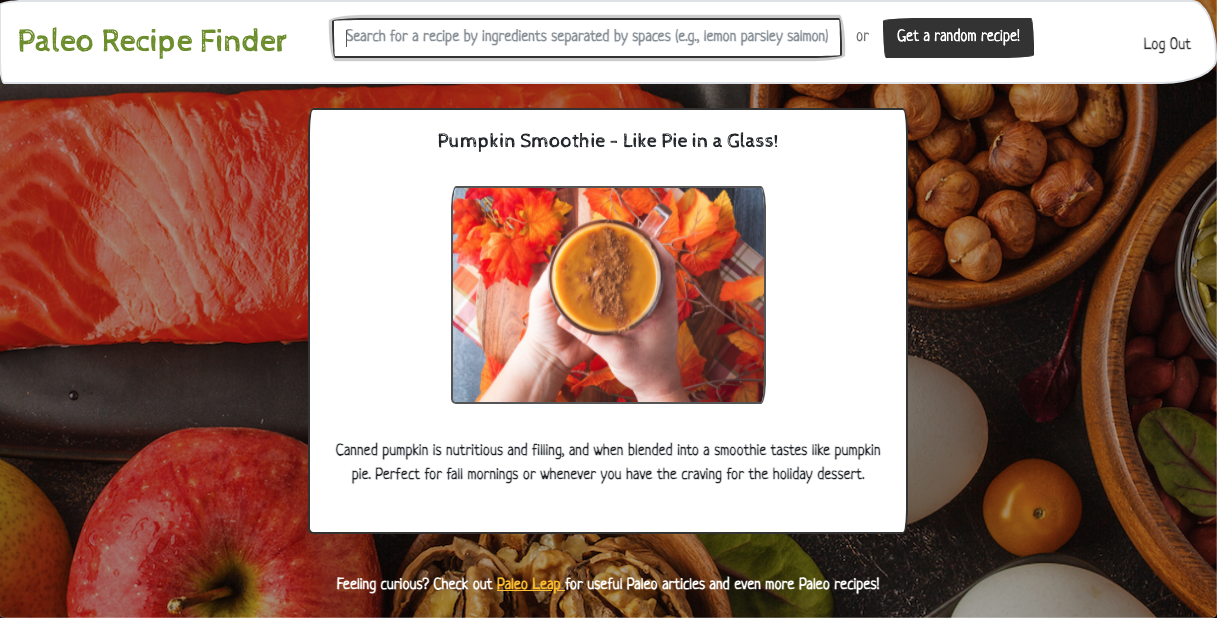 Paleo Recipe Finder
Search for a recipe by ingredients separated by spaces (e.g., lemon parsley salmon)
or
Get a random recipe!
Log Out
Pumpkin Smoothie - Like Pie in a Glass!
Canned pumpkin is nutritious and filling, and when blended into a smoothie tastes like pumpkin
pie. Perfect for fall mornings or whenever you have the craving for the holiday dessert.
Feeling curious? Check out Paleo Leap for useful Paleo articles and even more Paleo recipes!